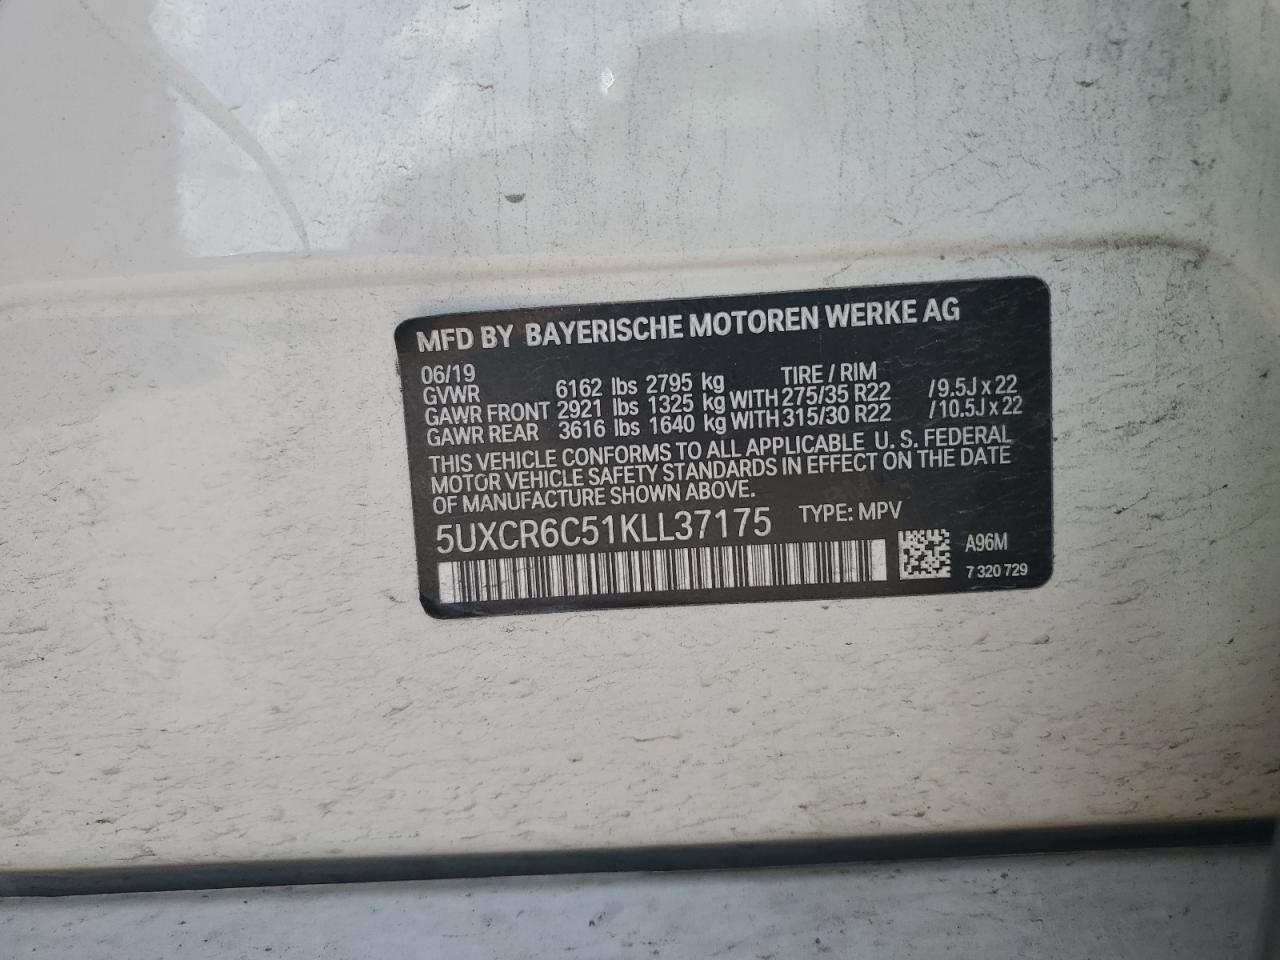 MFD BY BAYERISCHE MOTOREN WERKE AG
06/19 TIRE / RIM
GVWR 6162 lbs 2795 kg
GAWR FRONT 2921 lbs 1325 kg WITH 275/35 R22 /9.5J x 22
GAWR REAR 3616 lbs 1640 kg WITH 315/30 R22 /10.5J x 22
THIS VEHICLE CONFORMS TO ALL APPLICABLE U. S. FEDERAL
MOTOR VEHICLE SAFETY STANDARDS IN EFFECT ON THE DATE
OF MANUFACTURE SHOWN ABOVE.
5UXCR6C51KLL37175 TYPE: MPV
A96M
7 320 729